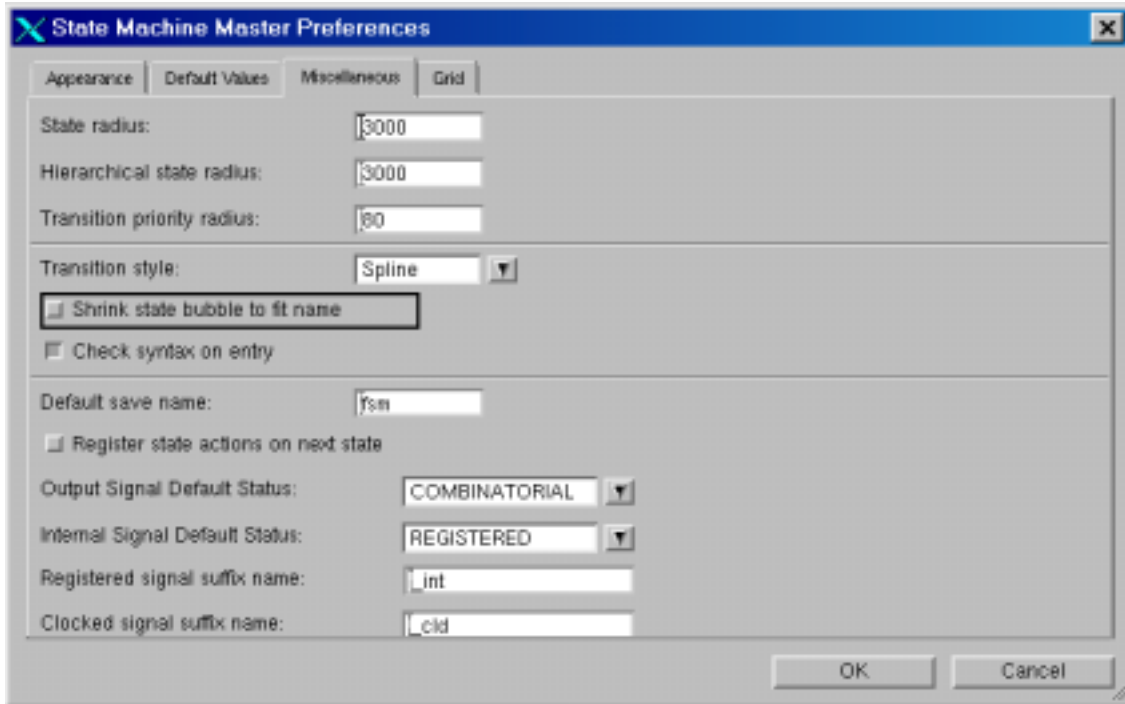 State Machine Master Preferences
Appearance Default Values Miscellaneous Grid
State radius: 3000
Hierarchical state radius: 3000
Transition priority radius: 80
Transition style: Spline
Shrink state bubble to fit name
Check syntax on entry
Default save name: fsm
Register state actions on next state
Output Signal Default Status: COMBINATORIAL
Internal Signal Default Status: REGISTERED
Registered signal suffix name: _int
Clocked signal suffix name: _cld
OK Cancel